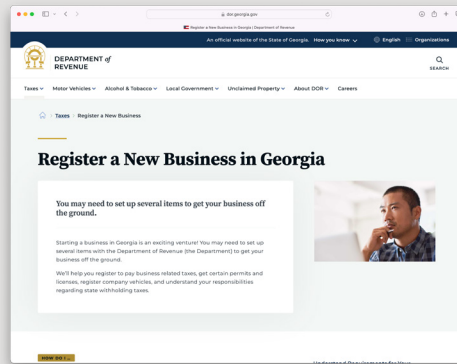 dor.georgia.gov
Register a New Business in Georgia | Department of Revenue
An official website of the State of Georgia. How you know
English
Organizations
DEPARTMENT of
REVENUE
SEARCH
Taxes
Motor Vehicles
Alcohol & Tobacco
Local Government
Unclaimed Property
About DOR
Careers
Taxes > Register a New Business
Register a New Business in Georgia
You may need to set up several items to get your business off
the ground.
Starting a business in Georgia is an exciting venture! You may need to set up
several items with the Department of Revenue (the Department) to get your
business off the ground.
We'll help you register to pay business related taxes, get certain permits and
licenses, register company vehicles, and understand your responsibilities
regarding state withholding taxes.
HOW DO I ...